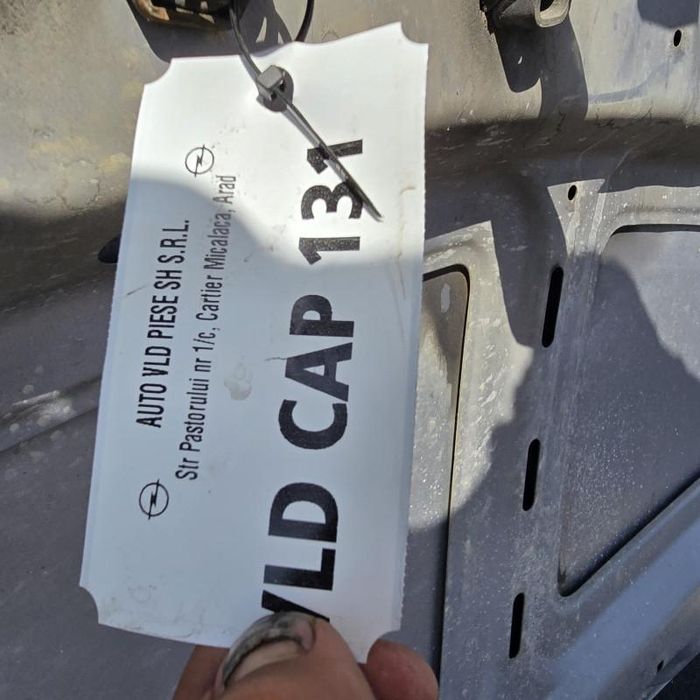 AUTO VLD PIESE SH S.R.L.
Str Pastorului nr 1/c, Cartier Micalaca, Arad
VLD CAP 131